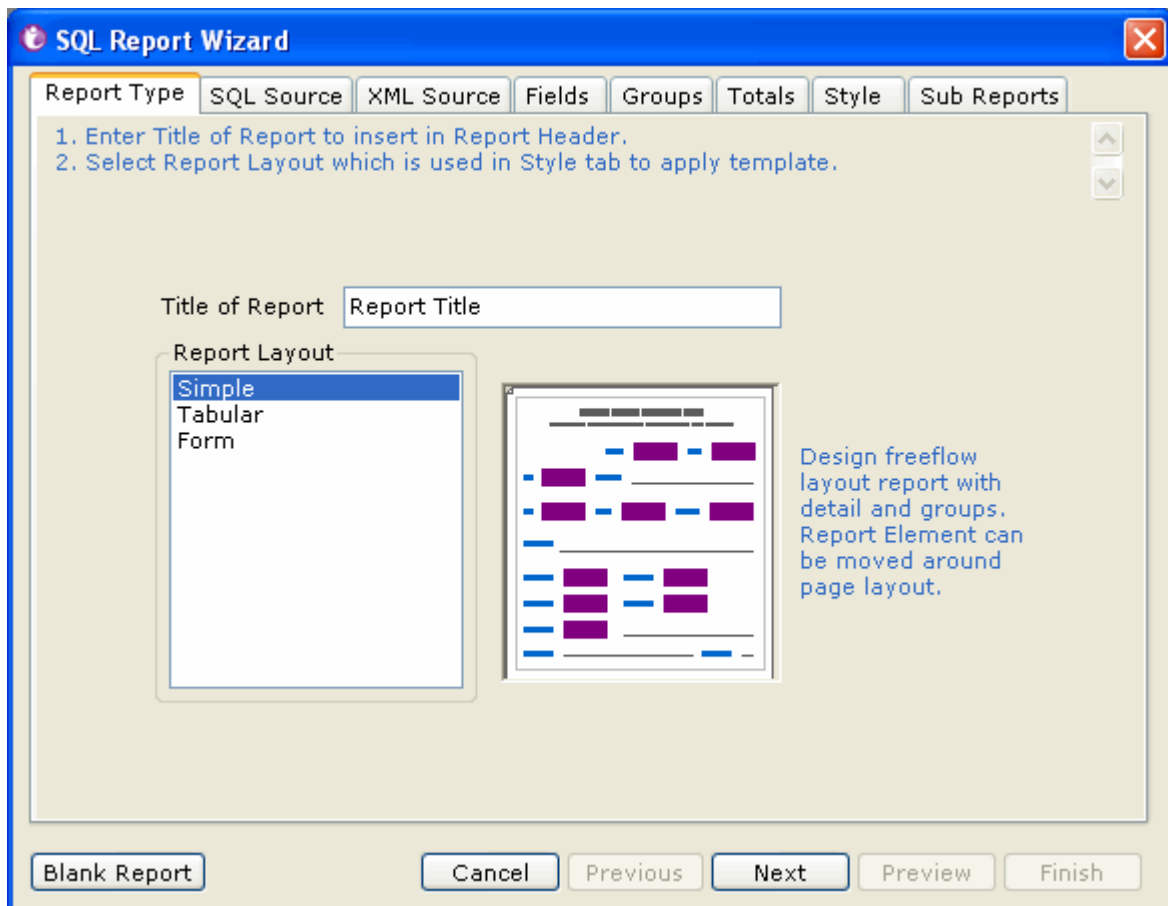 SQL Report Wizard
Report Type SQL Source XML Source Fields Groups Totals Style Sub Reports
1. Enter Title of Report to insert in Report Header.
2. Select Report Layout which is used in Style tab to apply template.
Title of Report Report Title
Report Layout
Simple
Tabular
Form
Design freeflow
layout report with
detail and groups.
Report Element can
be moved around
page layout.
Blank Report Cancel Previous Next Preview Finish